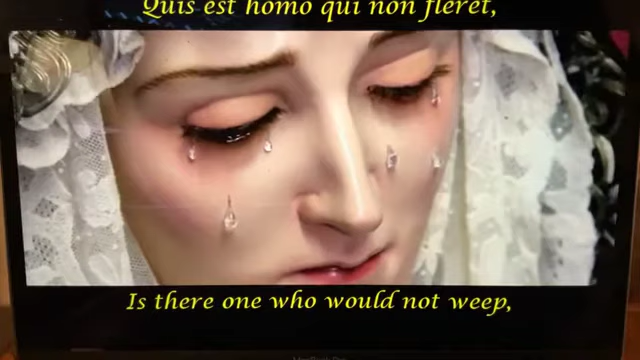 Quis est homo qui non fleret,
Is there one who would not weep,